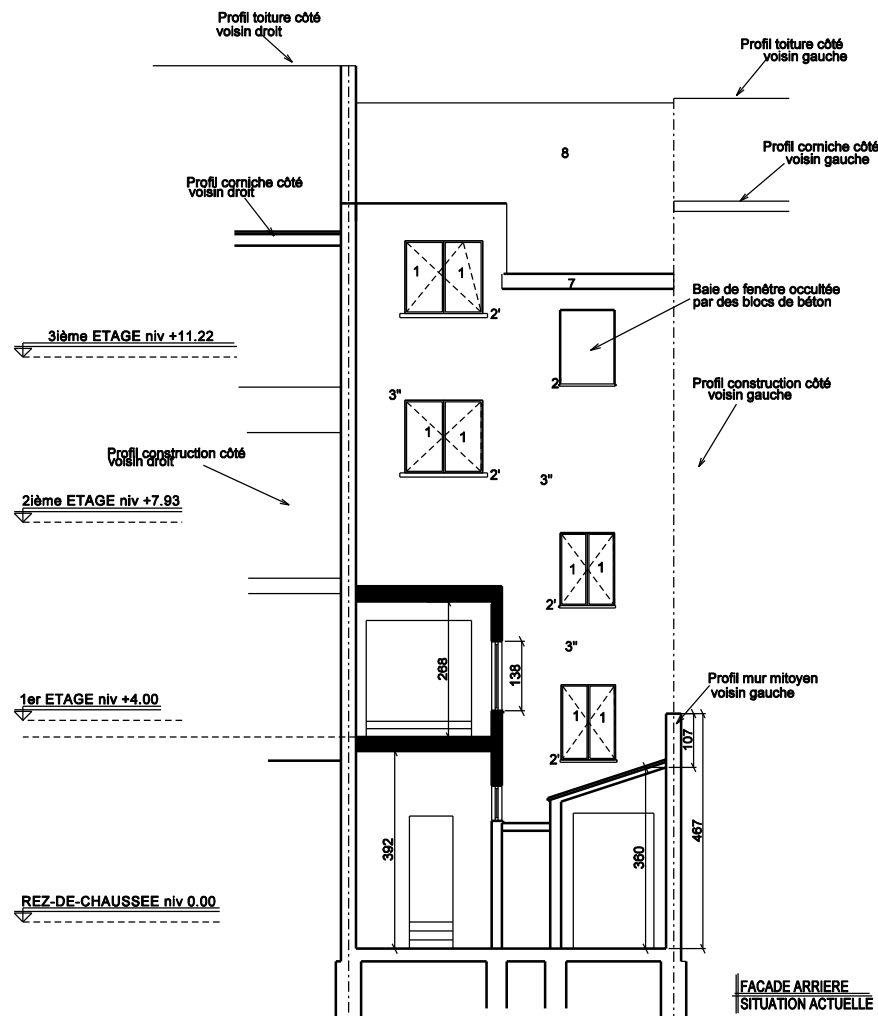 Profil toiture côté
voisin droit
Profil toiture côté
voisin gauche
8
Profil corniche côté
voisin gauche
Profil corniche côté
voisin droit
1 1
7
2'
Baie de fenêtre occultée
par des blocs de béton
3ième ETAGE niv +11.22
2
Profil construction côté
voisin gauche
3"
1 1
Profil construction côté
voisin droit
2'
3"
2ième ETAGE niv +7.93
1 1
2'
3"
268
138
Profil mur mitoyen
voisin gauche
1er ETAGE niv +4.00
1 1
107
2'
392
360
467
REZ-DE-CHAUSSEE niv 0.00
FACADE ARRIERE
SITUATION ACTUELLE